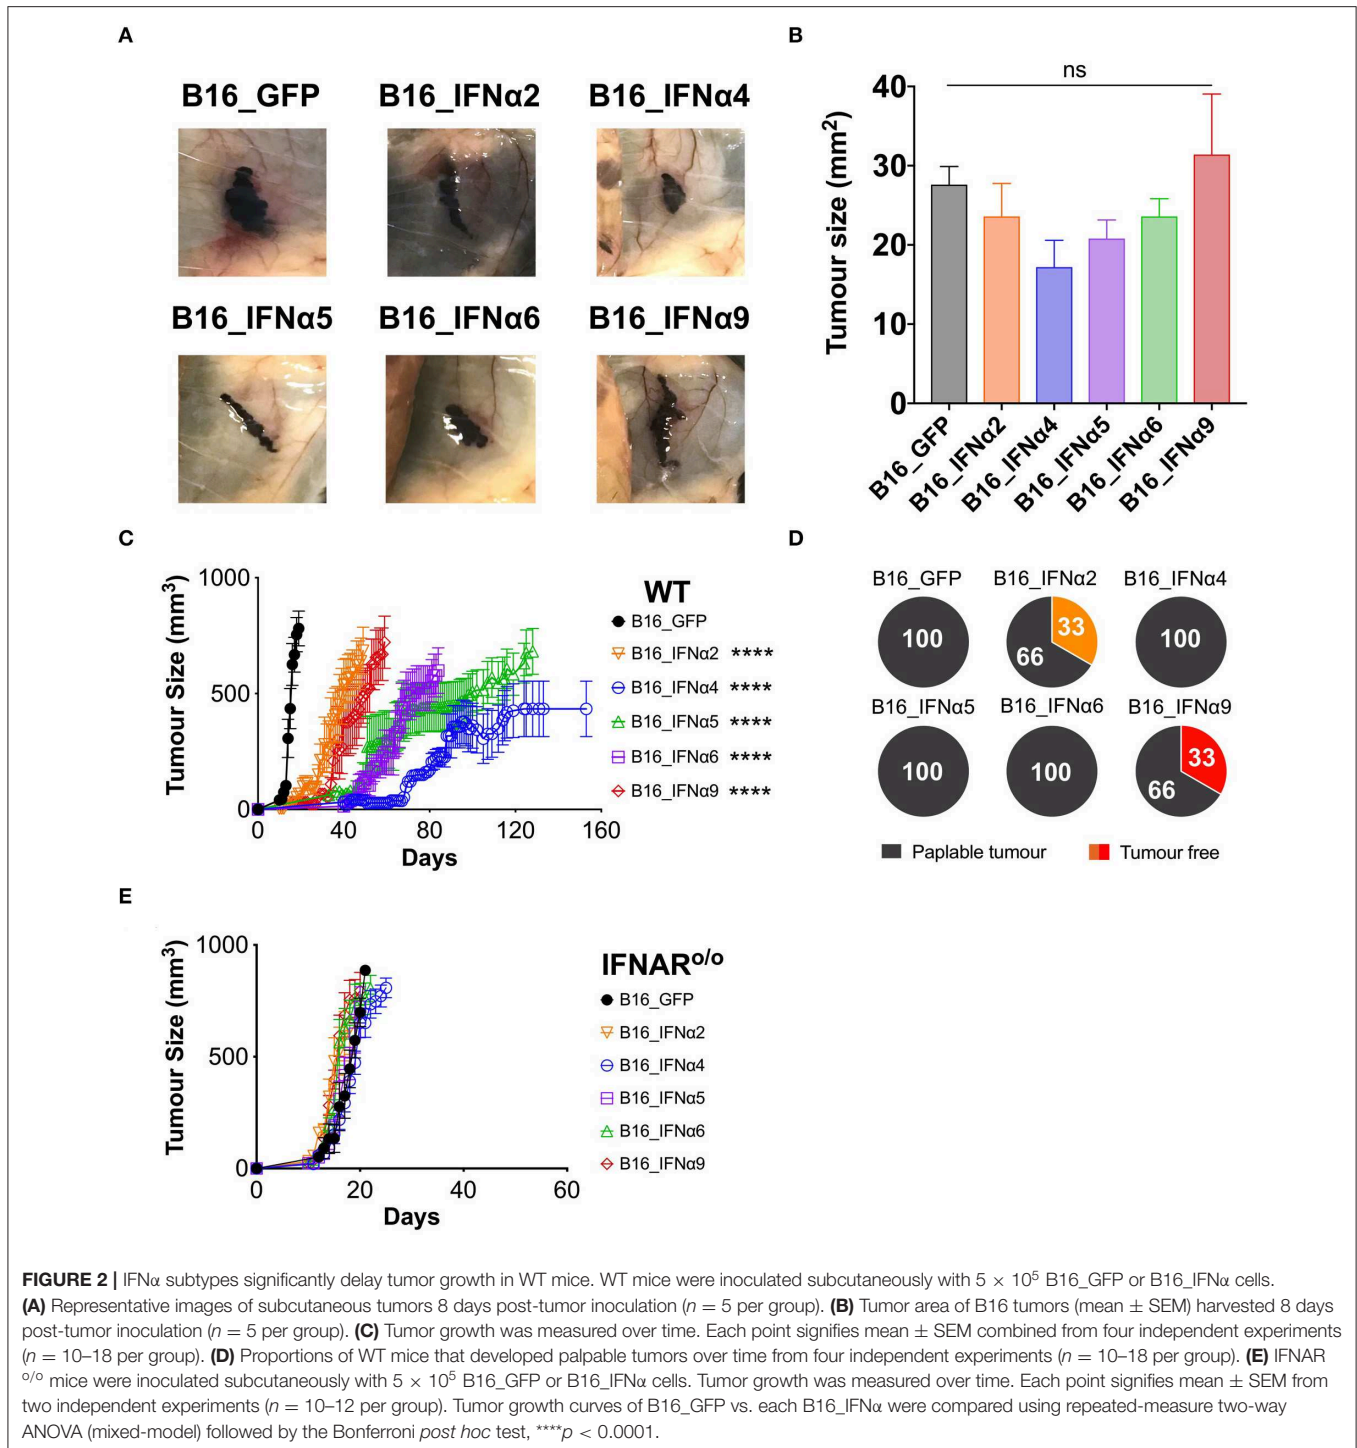 A
B16_GFP
B16_IFNα2
B16_IFNα4
B16_IFNα5
B16_IFNα6
B16_IFNα9
B
ns
Tumour size (mm²)
40
30
20
10
0
B16_GFP
B16_IFNα2
B16_IFNα4
B16_IFNα5
B16_IFNα6
B16_IFNα9
C
Tumour Size (mm³)
1000
500
0
0 40 80 120 160
Days
WT
B16_GFP
B16_IFNα2 ****
B16_IFNα4 ****
B16_IFNα5 ****
B16_IFNα6 ****
B16_IFNα9 ****
D
B16_GFP
100
B16_IFNα2
33
66
B16_IFNα4
100
B16_IFNα5
100
B16_IFNα6
100
B16_IFNα9
33
66
Paplable tumour
Tumour free
E
Tumour Size (mm³)
1000
500
0
0 20 40 60
Days
IFNAR^o/o
B16_GFP
B16_IFNα2
B16_IFNα4
B16_IFNα5
B16_IFNα6
B16_IFNα9
FIGURE 2 | IFNα subtypes significantly delay tumor growth in WT mice. WT mice were inoculated subcutaneously with 5 × 10⁵ B16_GFP or B16_IFNα cells.
(A) Representative images of subcutaneous tumors 8 days post-tumor inoculation (n = 5 per group). (B) Tumor area of B16 tumors (mean ± SEM) harvested 8 days
post-tumor inoculation (n = 5 per group). (C) Tumor growth was measured over time. Each point signifies mean ± SEM combined from four independent experiments
(n = 10–18 per group). (D) Proportions of WT mice that developed palpable tumors over time from four independent experiments (n = 10–18 per group). (E) IFNAR
^o/o mice were inoculated subcutaneously with 5 × 10⁵ B16_GFP or B16_IFNα cells. Tumor growth was measured over time. Each point signifies mean ± SEM from
two independent experiments (n = 10–12 per group). Tumor growth curves of B16_GFP vs. each B16_IFNα were compared using repeated-measure two-way
ANOVA (mixed-model) followed by the Bonferroni post hoc test, ****p < 0.0001.